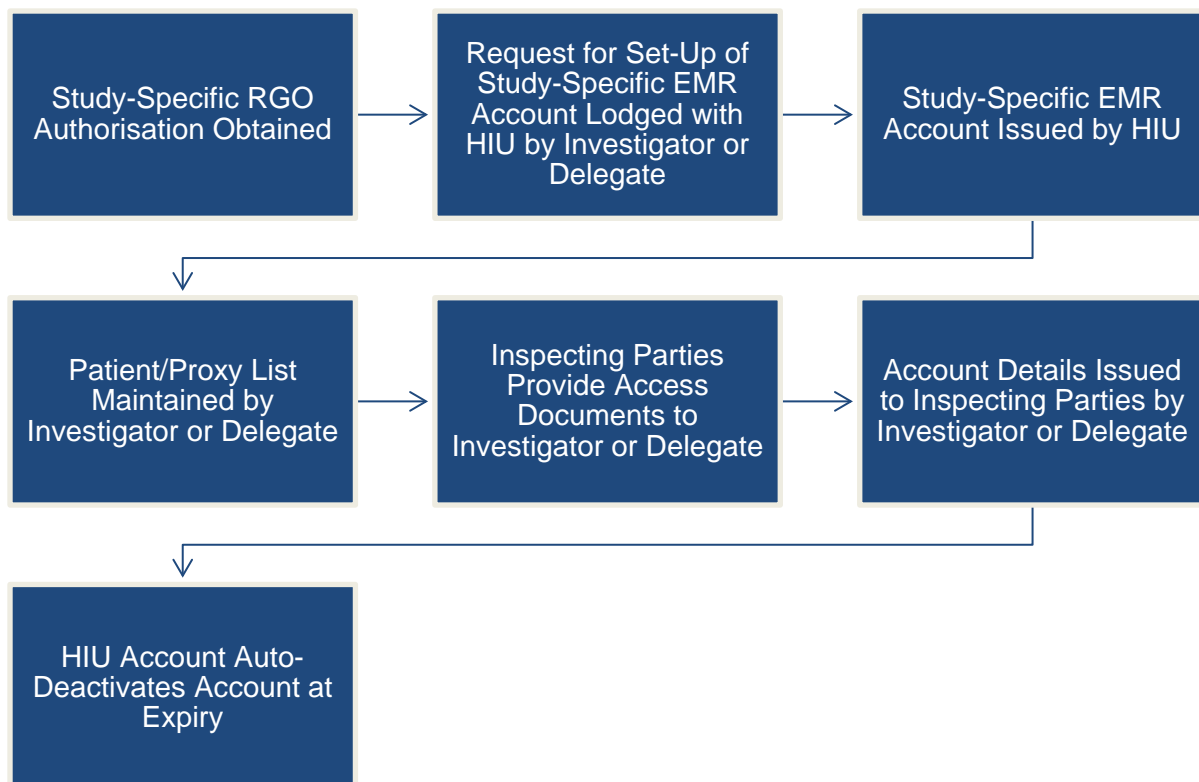 Study-Specific RGO
Authorisation Obtained
Request for Set-Up of
Study-Specific EMR
Account Lodged with
HIU by Investigator or
Delegate
Study-Specific EMR
Account Issued by HIU
Patient/Proxy List
Maintained by
Investigator or Delegate
Inspecting Parties
Provide Access
Documents to
Investigator or Delegate
Account Details Issued
to Inspecting Parties by
Investigator or Delegate
HIU Account Auto-
Deactivates Account at
Expiry